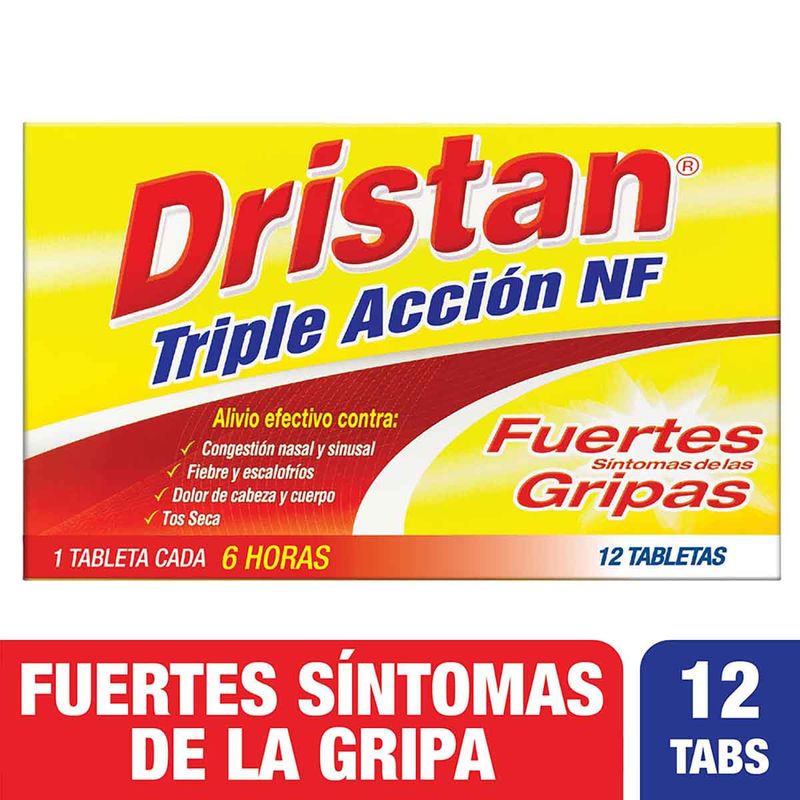 Dristan®
Triple Acción NF
Alivio efectivo contra:
✓ Congestión nasal y sinusal
✓ Fiebre y escalofríos
✓ Dolor de cabeza y cuerpo
✓ Tos Seca
Fuertes
Síntomas de las
Gripas
1 TABLETA CADA 6 HORAS
12 TABLETAS
FUERTES SÍNTOMAS
DE LA GRIPA
12
TABS